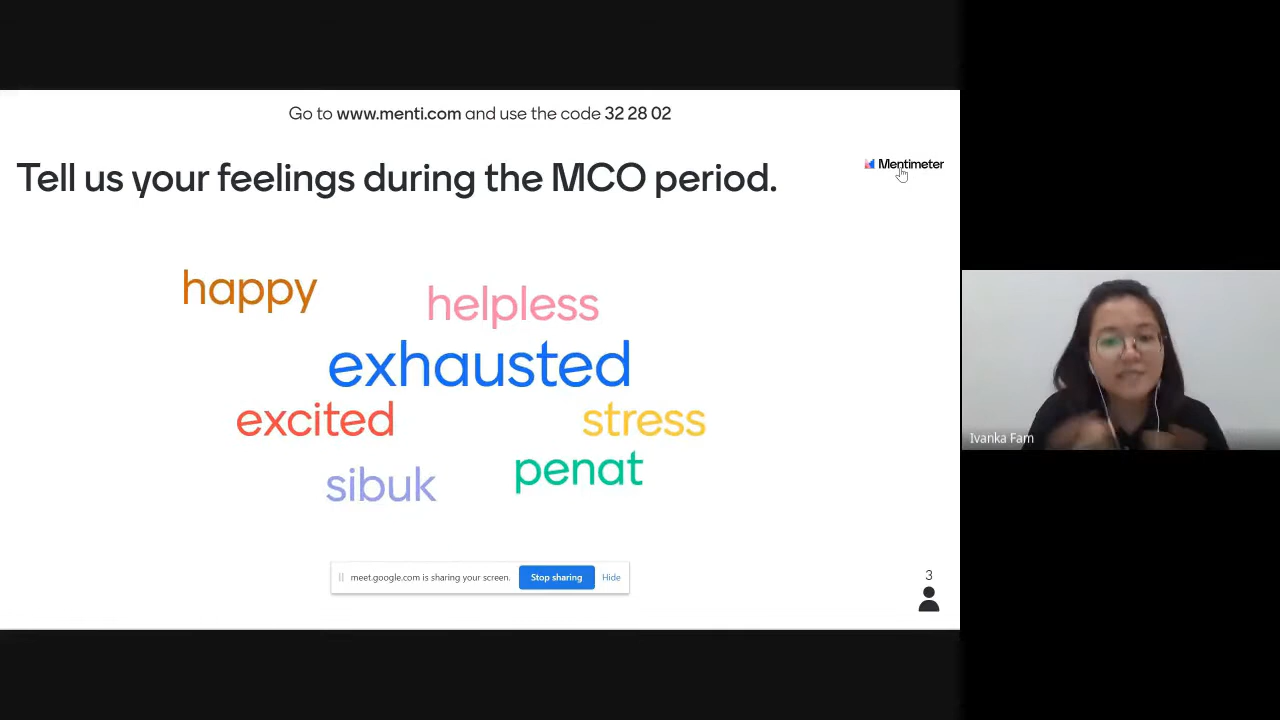 Go to www.menti.com and use the code 32 28 02
Mentimeter
Tell us your feelings during the MCO period.
happy
helpless
exhausted
excited
stress
sibuk
penat
Ivanka Fam
meet.google.com is sharing your screen.
Stop sharing
Hide
3